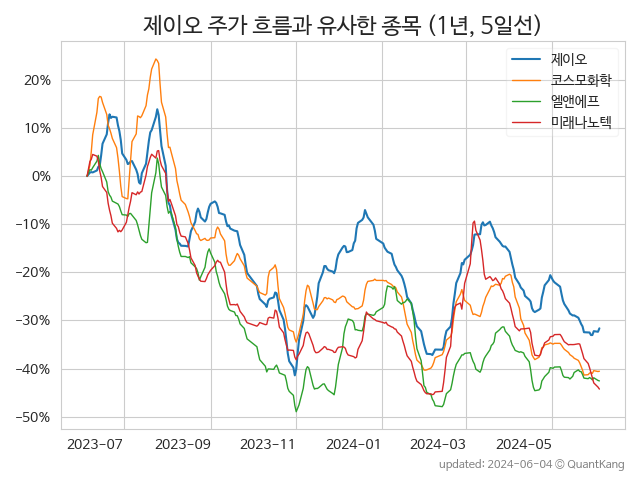 제이오 주가 흐름과 유사한 종목 (1년, 5일선)
제이오
코스모화학
엘앤에프
미래나노텍
20%
10%
0%
−10%
−20%
−30%
−40%
−50%
2023-07 2023-09 2023-11 2024-01 2024-03 2024-05
updated: 2024-06-04 © QuantKang